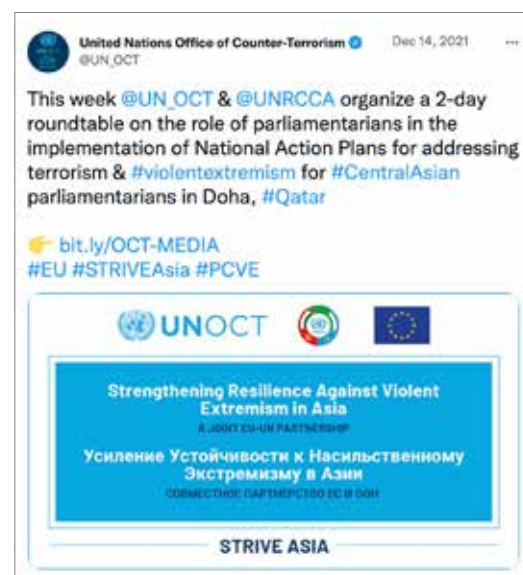 United Nations Office of Counter-Terrorism
Dec 14, 2021
@UN_OCT
This week @UN_OCT & @UNRCCA organize a 2-day
roundtable on the role of parliamentarians in the
implementation of National Action Plans for addressing
terrorism & #violentextremism for #CentralAsian
parliamentarians in Doha, #Qatar
👉 bit.ly/OCT-MEDIA
#EU #STRIVEAsia #PCVE
UNOCT
Strengthening Resilience Against Violent
Extremism in Asia
A JOINT EU-UN PARTNERSHIP
Усиление Устойчивости к Насильственному
Экстремизму в Азии
СОВМЕСТНОЕ ПАРТНЕРСТВО ЕС И ООН
STRIVE ASIA